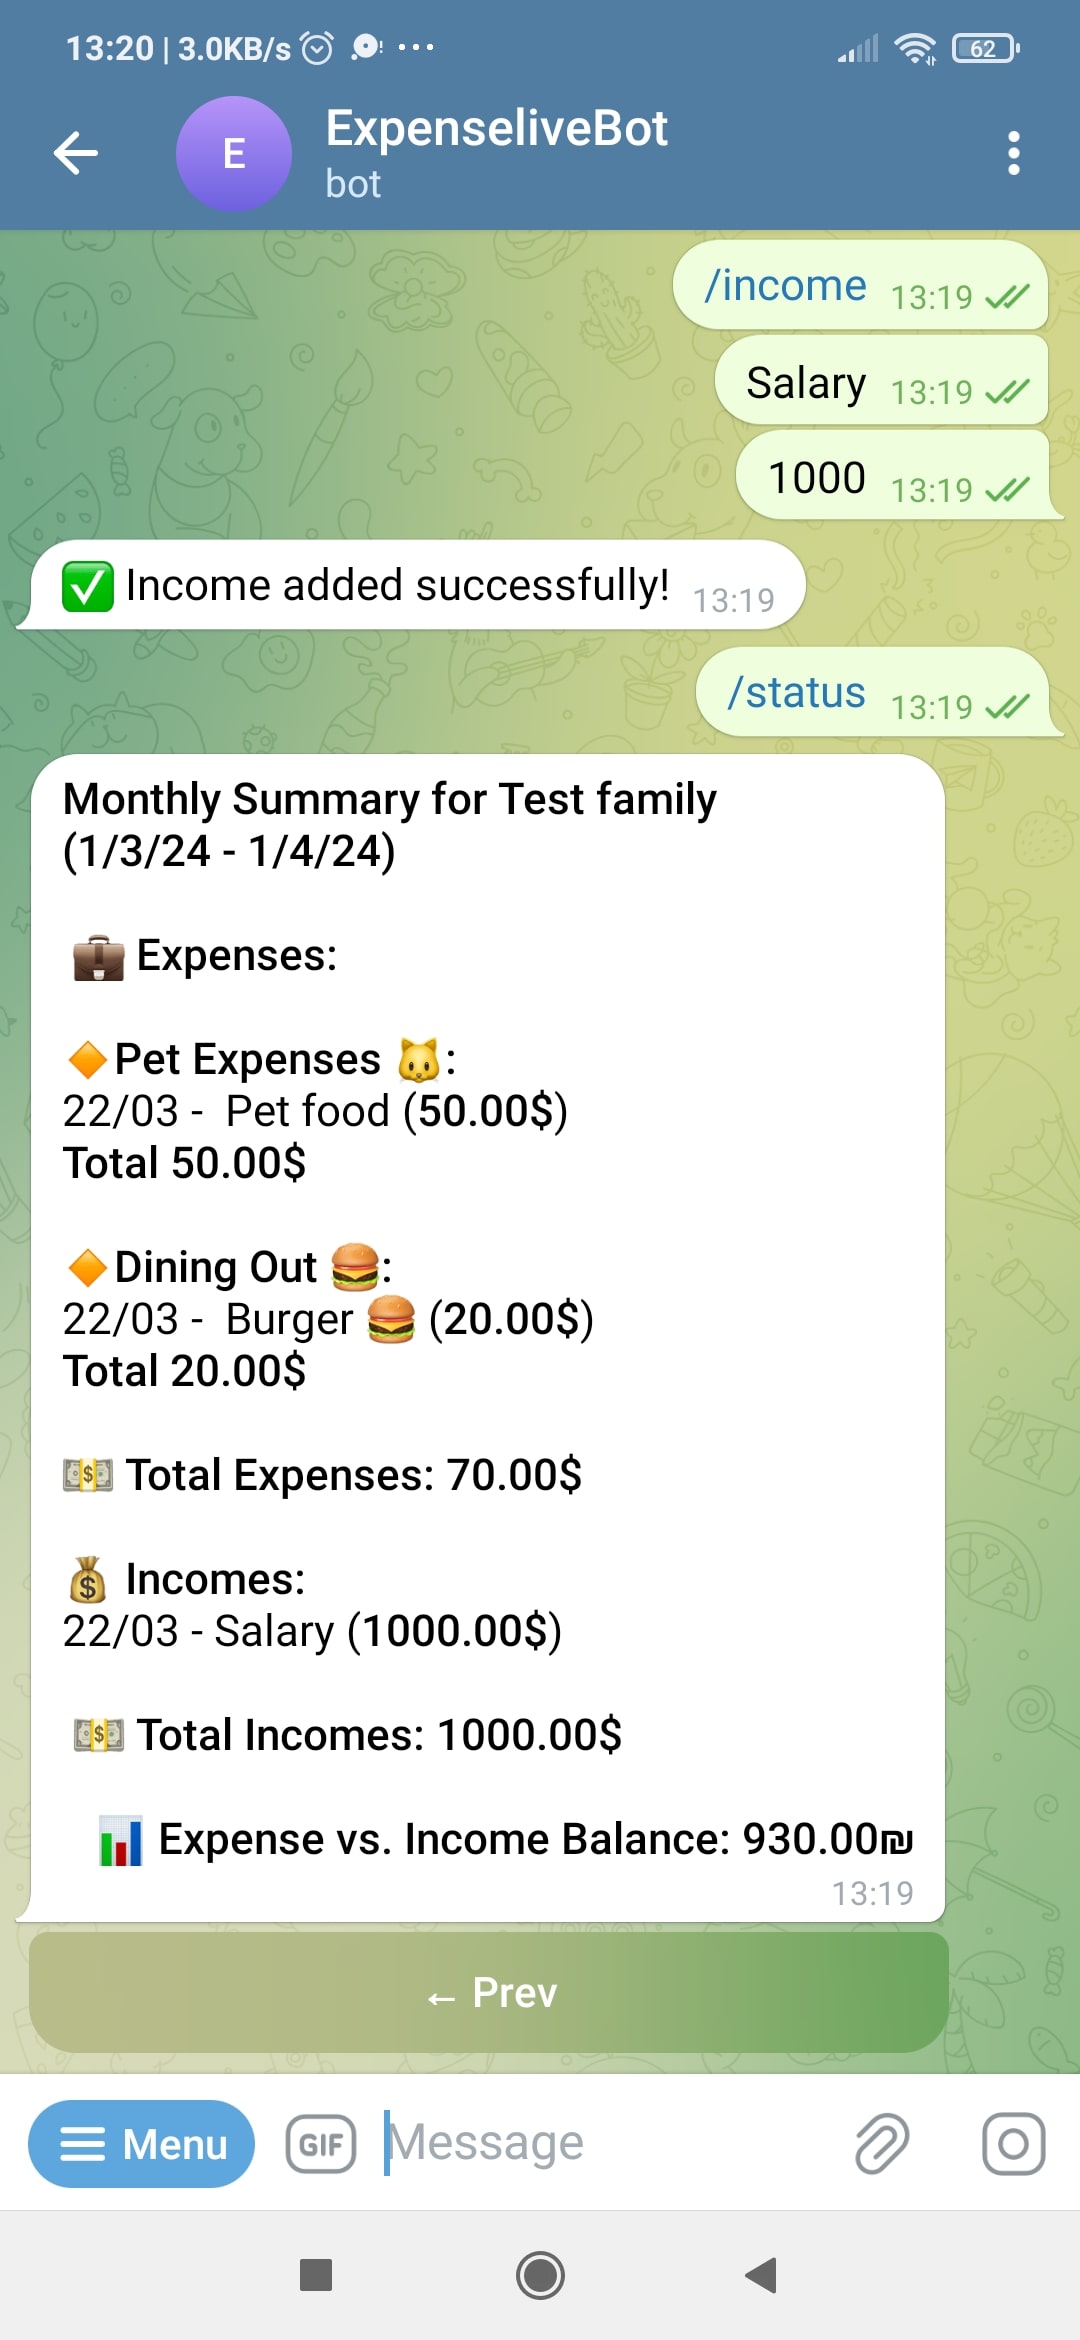 13:20 | 3.0KB/s ... 62
E
ExpenseliveBot
bot
/income 13:19
Salary 13:19
1000 13:19
✅ Income added successfully! 13:19
/status 13:19
Monthly Summary for Test family
(1/3/24 - 1/4/24)
💼 Expenses:
🔶Pet Expenses 🐱:
22/03 - Pet food (50.00$)
Total 50.00$
🔶Dining Out 🍔:
22/03 - Burger 🍔 (20.00$)
Total 20.00$
💵 Total Expenses: 70.00$
💰 Incomes:
22/03 - Salary (1000.00$)
💵 Total Incomes: 1000.00$
📊 Expense vs. Income Balance: 930.00₪
13:19
← Prev
Menu GIF Message